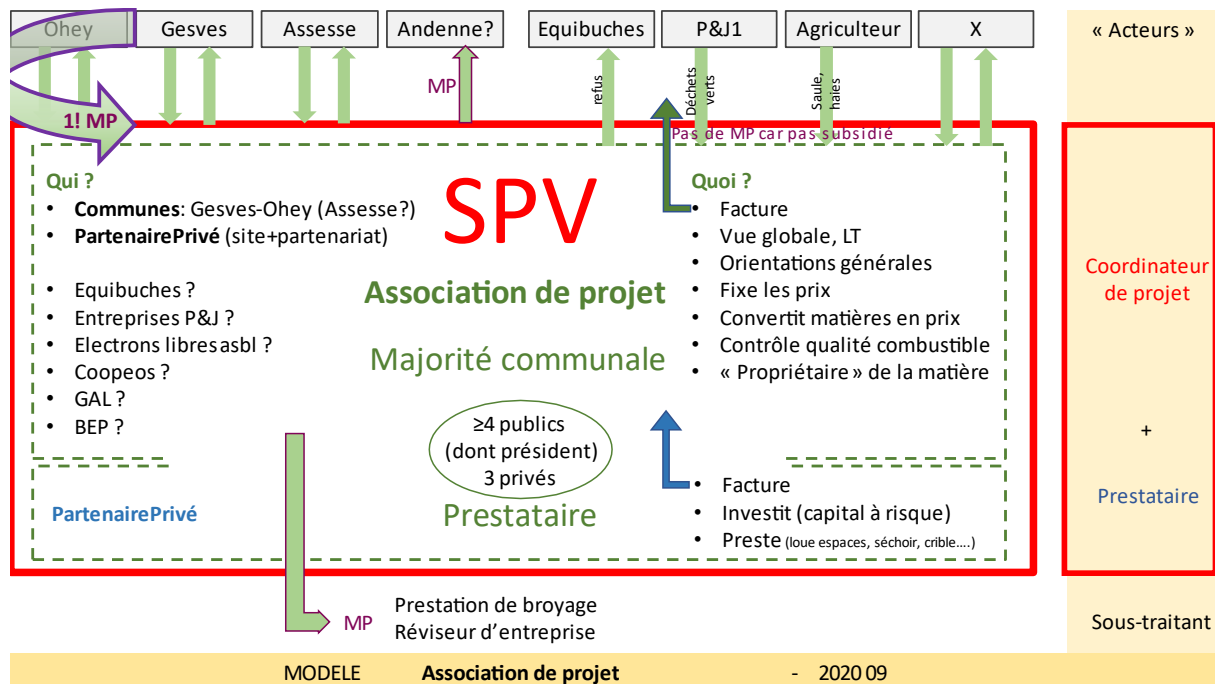 Ohey
Gesves
Assesse
Andenne?
Equibuches
P&J1
Agriculteur
X
« Acteurs »
MP
refus
Déchets
verts
Saule,
haies
1! MP
Pas de MP car pas subsidié
Qui ?
• Communes: Gesves-Ohey (Assesse?)
• PartenairePrivé (site+partenariat)
• Equibuches ?
• Entreprises P&J ?
• Electrons libres asbl ?
• Coopeos ?
• GAL ?
• BEP ?
SPV
Association de projet
Majorité communale
≥4 publics
(dont président)
3 privés
Quoi ?
• Facture
• Vue globale, LT
• Orientations générales
• Fixe les prix
• Convertit matières en prix
• Contrôle qualité combustible
• « Propriétaire » de la matière
Coordinateur
de projet
+
Prestataire
PartenairePrivé
Prestataire
• Facture
• Investit (capital à risque)
• Preste (loue espaces, séchoir, crible….)
MP
Prestation de broyage
Réviseur d'entreprise
Sous-traitant
MODELE Association de projet - 2020 09